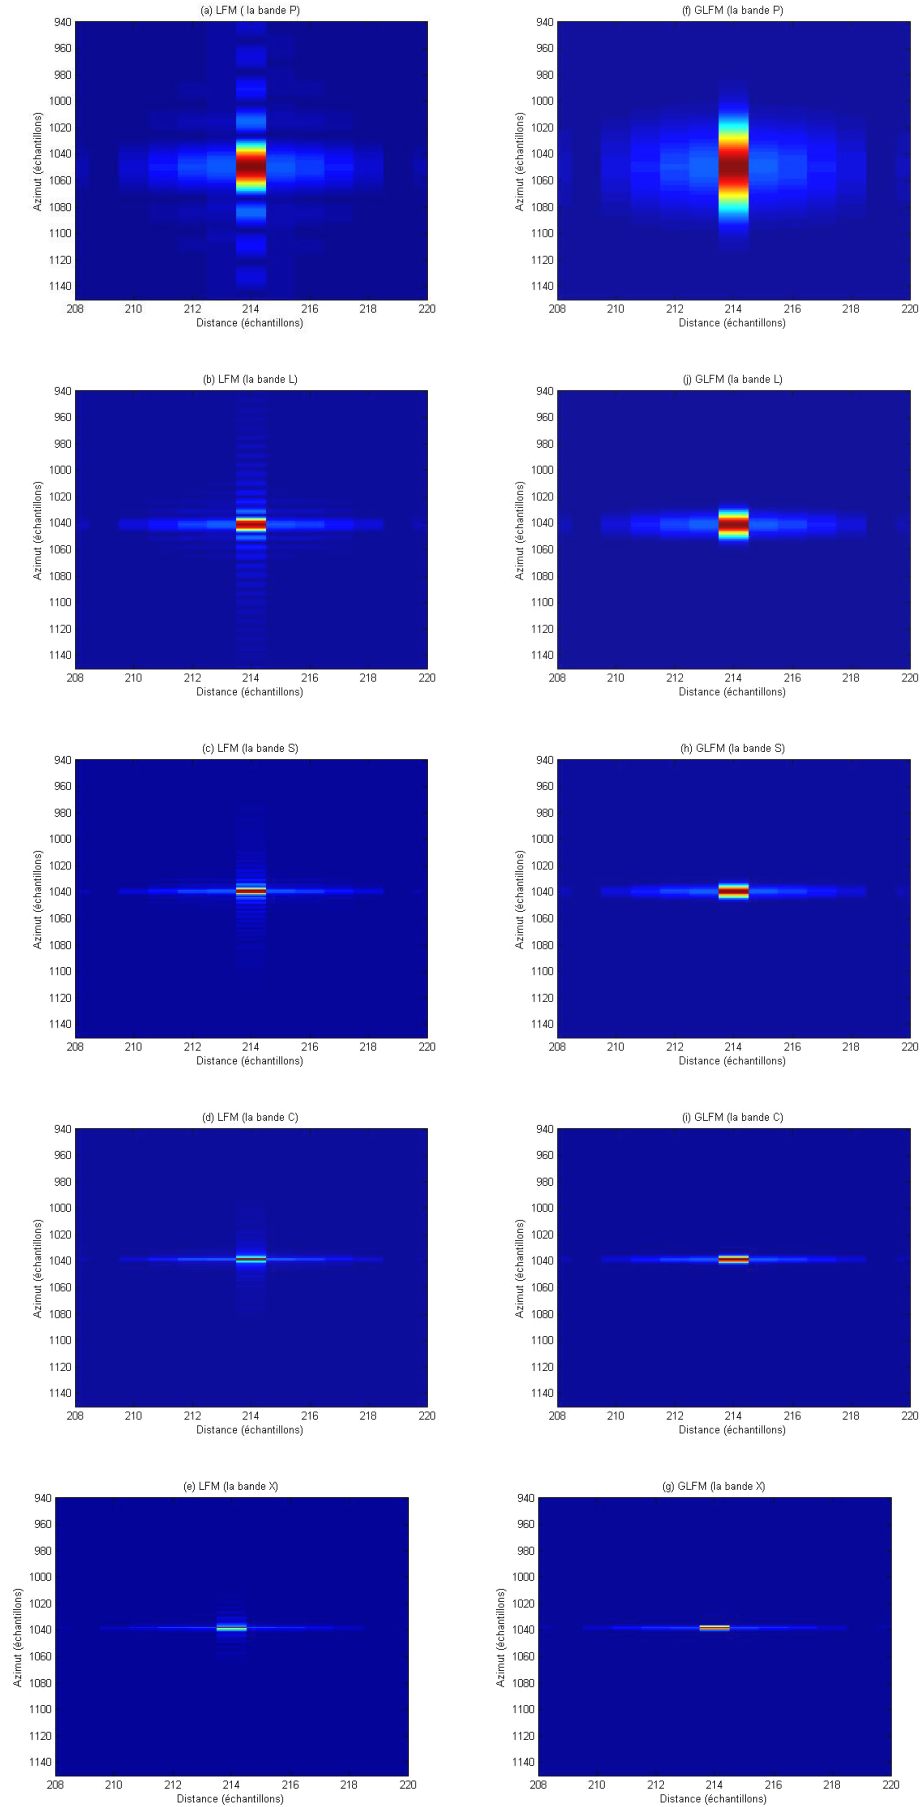 (a) LFM ( la bande P)
940
960
980
1000
1020
1040
1060
1080
1100
1120
1140
Azimut (échantillons)
208 210 212 214 216 218 220
Distance (échantillons)
(f) GLFM (la bande P)
940
960
980
1000
1020
1040
1060
1080
1100
1120
1140
Azimut (échantillons)
208 210 212 214 216 218 220
Distance (échantillons)
(b) LFM (la bande L)
940
960
980
1000
1020
1040
1060
1080
1100
1120
1140
Azimut (échantillons)
208 210 212 214 216 218 220
Distance (échantillons)
(j) GLFM (la bande L)
940
960
980
1000
1020
1040
1060
1080
1100
1120
1140
Azimut (échantillons)
208 210 212 214 216 218 220
Distance (échantillons)
(c) LFM (la bande S)
940
960
980
1000
1020
1040
1060
1080
1100
1120
1140
Azimut (échantillons)
208 210 212 214 216 218 220
Distance (échantillons)
(h) GLFM (la bande S)
940
960
980
1000
1020
1040
1060
1080
1100
1120
1140
Azimut (échantillons)
208 210 212 214 216 218 220
Distance (échantillons)
(d) LFM (la bande C)
940
960
980
1000
1020
1040
1060
1080
1100
1120
1140
Azimut (échantillons)
208 210 212 214 216 218 220
Distance (échantillons)
(i) GLFM (la bande C)
940
960
980
1000
1020
1040
1060
1080
1100
1120
1140
Azimut (échantillons)
208 210 212 214 216 218 220
Distance (échantillons)
(e) LFM (la bande X)
940
960
980
1000
1020
1040
1060
1080
1100
1120
1140
Azimut (échantillons)
208 210 212 214 216 218 220
Distance (échantillons)
(g) GLFM (la bande X)
940
960
980
1000
1020
1040
1060
1080
1100
1120
1140
Azimut (échantillons)
208 210 212 214 216 218 220
Distance (échantillons)